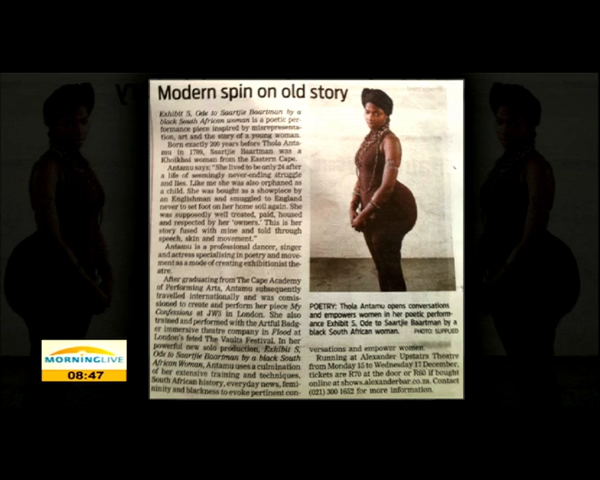 Modern spin on old story
Exhibit S, Ode to Saartjie Baartman by a
black South African woman is a poetic per-
formance piece inspired by misrepresenta-
tion, art and the story of a young woman.
Born exactly 200 years before Thola Anta-
mu in 1789, Saartjie Baartman was a
Khoikhoi woman from the Eastern Cape.
Antamu says: "She lived to be only 26 after
a life of seemingly never-ending struggle
and lies. Like me she was also orphaned as
a child. She was bought as a showpiece by
an Englishman and smuggled to England
never to set foot on her home soil again. She
was supposedly well treated, paid, housed
and respected by her 'owners.' This is her
story fused with mine and told through
speech, skin and movement."
Antamu is a professional dancer, singer
and actress specialising in poetry and move-
ment as a mode of creating exhibitionist the-
atre.
After graduating from The Cape Academy
of Performing Arts, Antamu subsequently
travelled internationally and was comis-
sioned to create and perform her piece My
Confessions at JW3 in London. She also
trained and performed with the Artful Badg-
er immersive theatre company in Flood at
London's feted The Vaults Festival. In her
powerful new solo production, Exhibit S,
Ode to Saartjie Baartman by a black South
African Woman, Antamu uses a culmination
of her extensive training and techniques,
South African history, everyday news, femi-
ninity and blackness to evoke pertinent con-
POETRY: Thola Antamu opens conversations
and empowers women in her poetic perform-
ance Exhibit S, Ode to Saartjie Baartman by a
black South African woman. PHOTO SUPPLIED
versations and empower women.
Running at Alexander Upstairs Theatre
from Monday 15 to Wednesday 17 December,
tickets are R70 at the door or R60 if bought
online at shows.alexanderbar.co.za. Contact
(021) 300 1652 for more information.
MORNINGLIVE
08:47